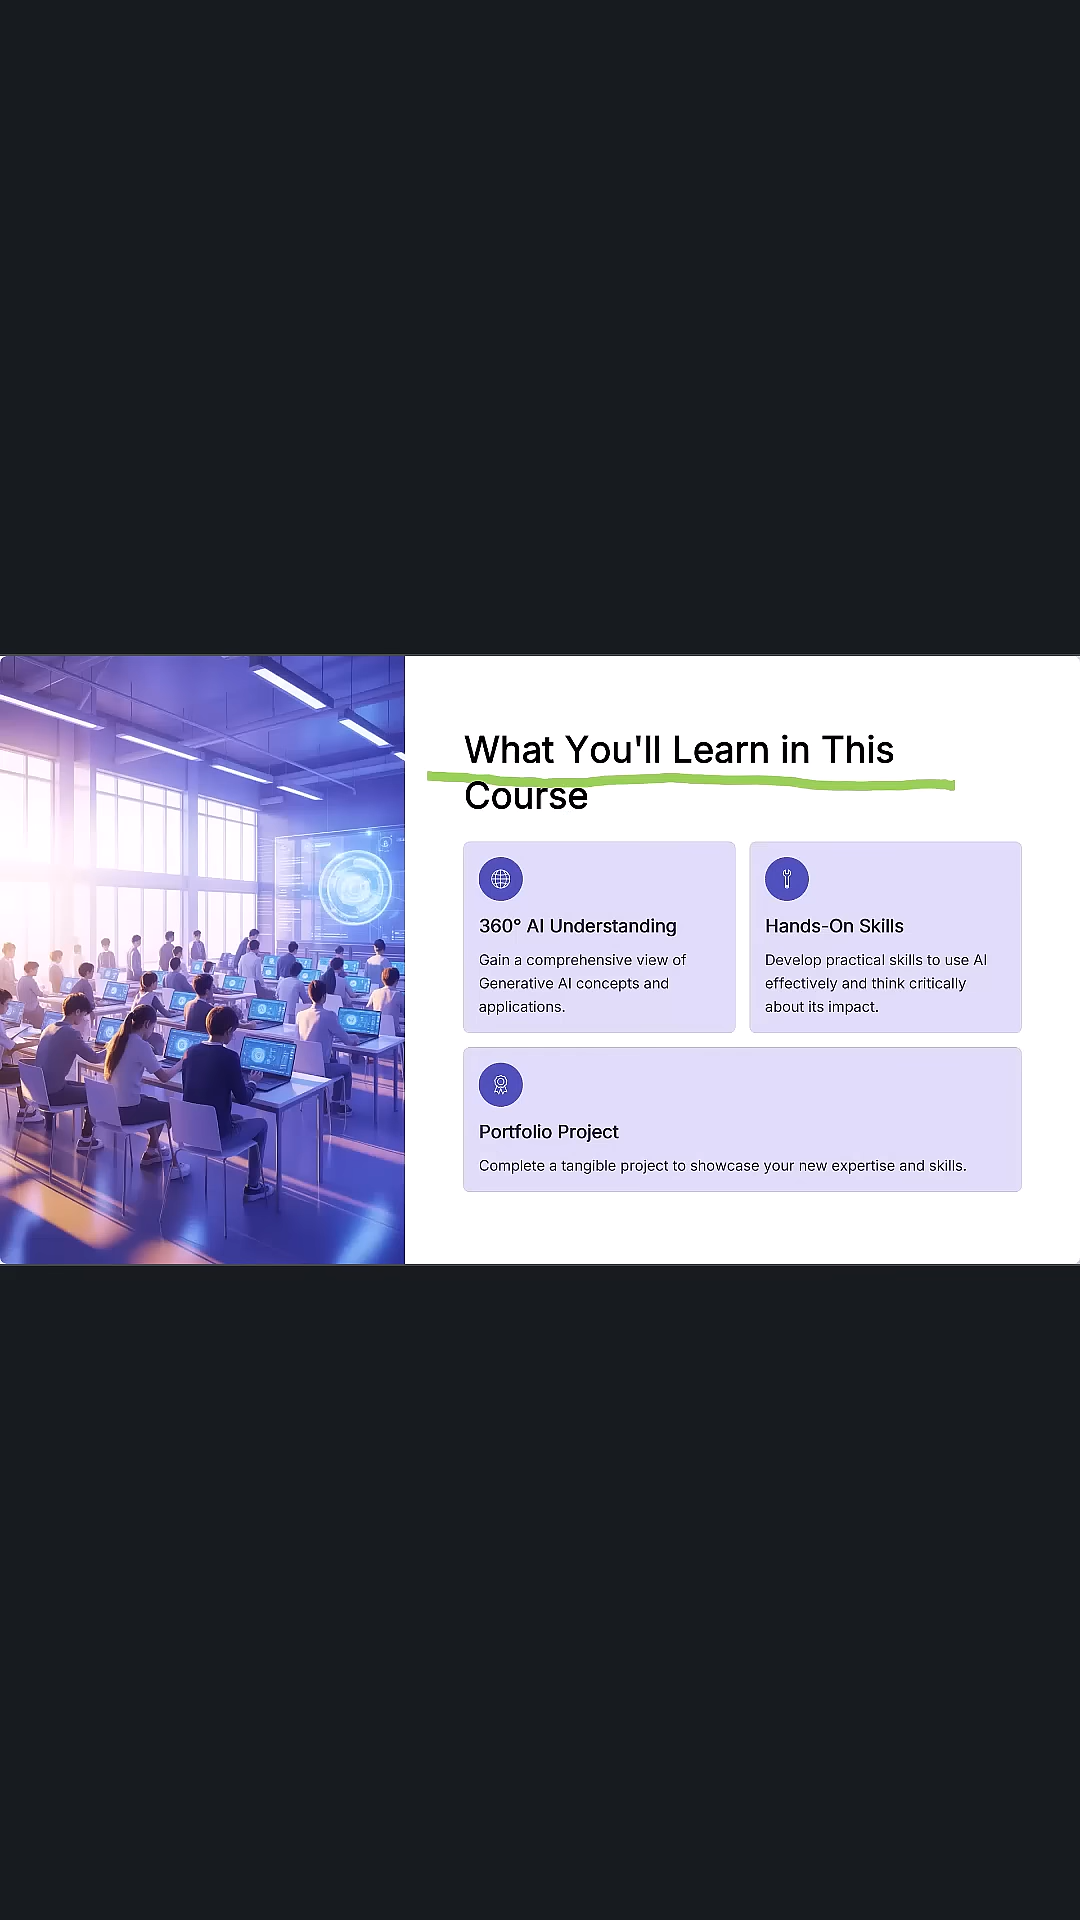 What You'll Learn in This
Course
360° AI Understanding
Gain a comprehensive view of
Generative AI concepts and
applications.
Hands-On Skills
Develop practical skills to use AI
effectively and think critically
about its impact.
Portfolio Project
Complete a tangible project to showcase your new expertise and skills.